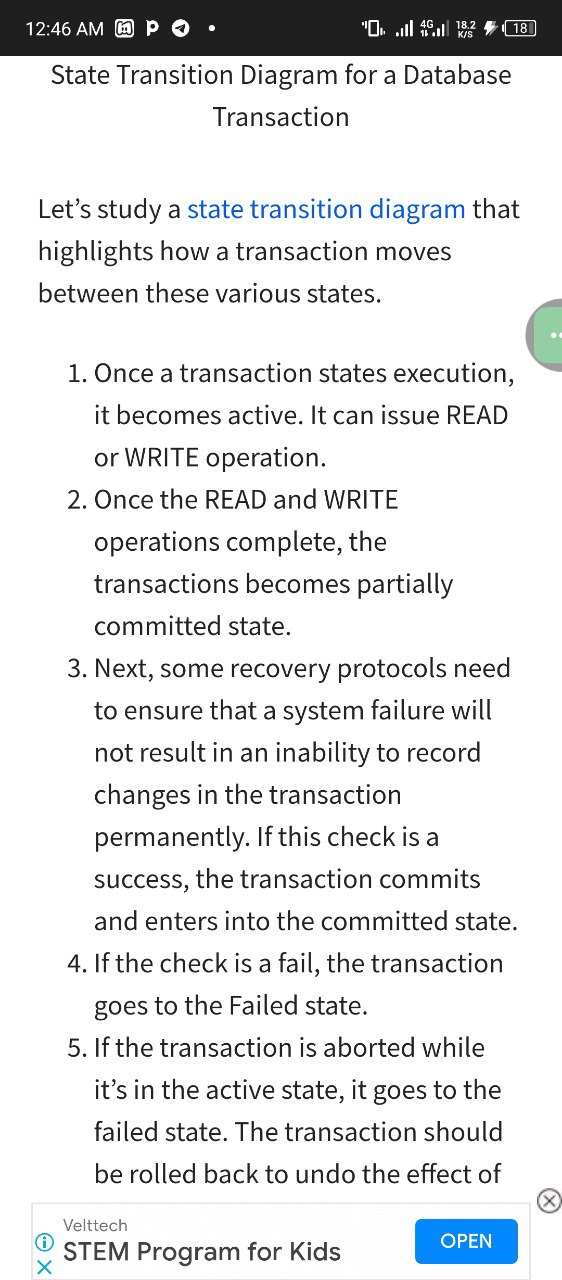 12:46 AM
4G
18.2
K/S
18
State Transition Diagram for a Database
Transaction
Let’s study a state transition diagram that
highlights how a transaction moves
between these various states.
1. Once a transaction states execution,
it becomes active. It can issue READ
or WRITE operation.
2. Once the READ and WRITE
operations complete, the
transactions becomes partially
committed state.
3. Next, some recovery protocols need
to ensure that a system failure will
not result in an inability to record
changes in the transaction
permanently. If this check is a
success, the transaction commits
and enters into the committed state.
4. If the check is a fail, the transaction
goes to the Failed state.
5. If the transaction is aborted while
it’s in the active state, it goes to the
failed state. The transaction should
be rolled back to undo the effect of
Velttech
STEM Program for Kids
OPEN